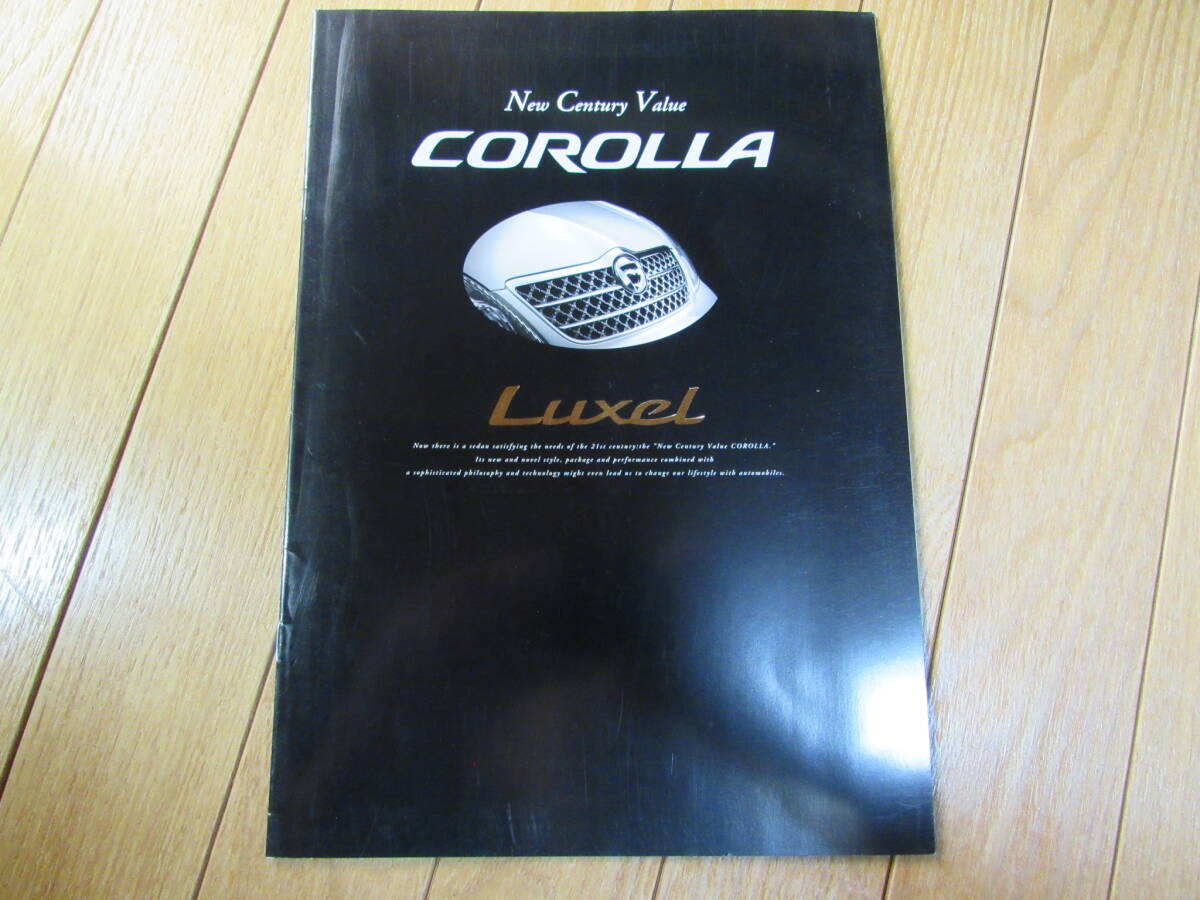 New Century Value
COROLLA
Luxel
Now there is a sedan satisfying the needs of the 21st century:the "New Century Value COROLLA."
Its new and novel style, package and performance combined with
a sophisticated philosophy and technology might even lead us to change our lifestyle with automobiles.